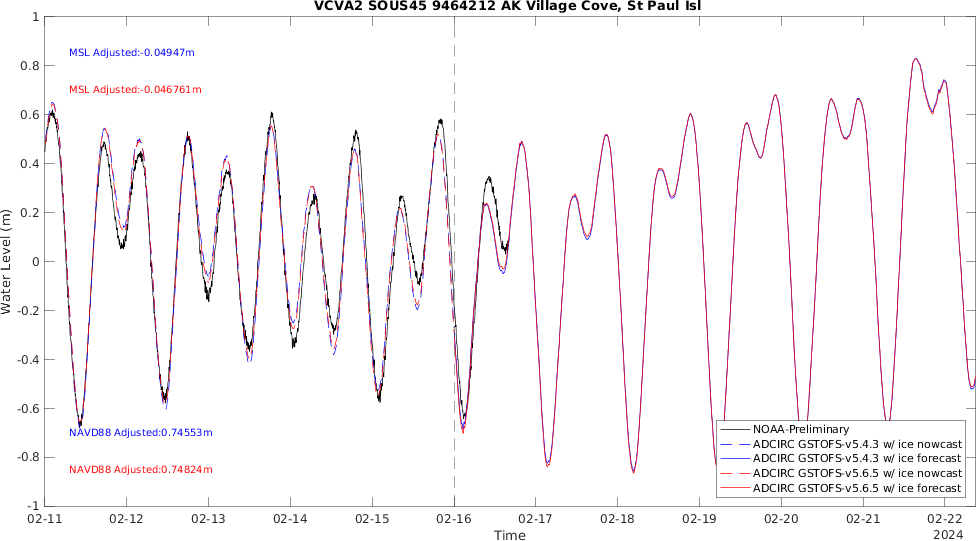 VCVA2 SOUS45 9464212 AK Village Cove, St Paul Isl
MSL Adjusted:-0.04947m
MSL Adjusted:-0.046761m
NAVD88 Adjusted:0.74553m
NAVD88 Adjusted:0.74824m
Water Level (m)
1
0.8
0.6
0.4
0.2
0
-0.2
-0.4
-0.6
-0.8
-1
NOAA-Preliminary
ADCIRC GSTOFS-v5.4.3 w/ ice nowcast
ADCIRC GSTOFS-v5.4.3 w/ ice forecast
ADCIRC GSTOFS-v5.6.5 w/ ice nowcast
ADCIRC GSTOFS-v5.6.5 w/ ice forecast
02-11 02-12 02-13 02-14 02-15 02-16 02-17 02-18 02-19 02-20 02-21 02-22
2024
Time